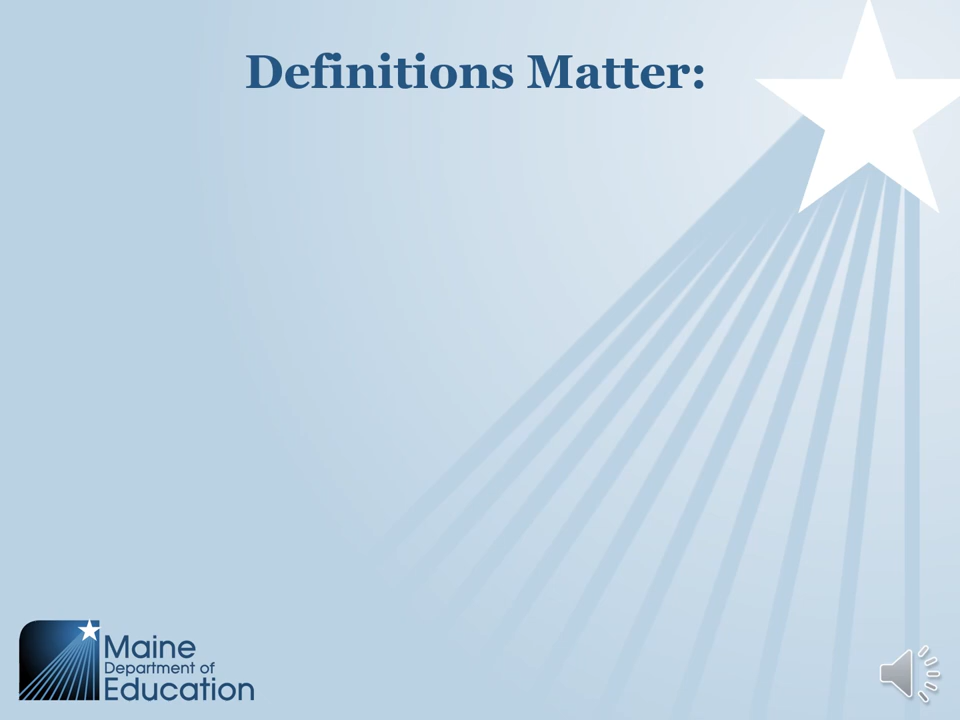 Definitions Matter:
Maine
Department of
Education